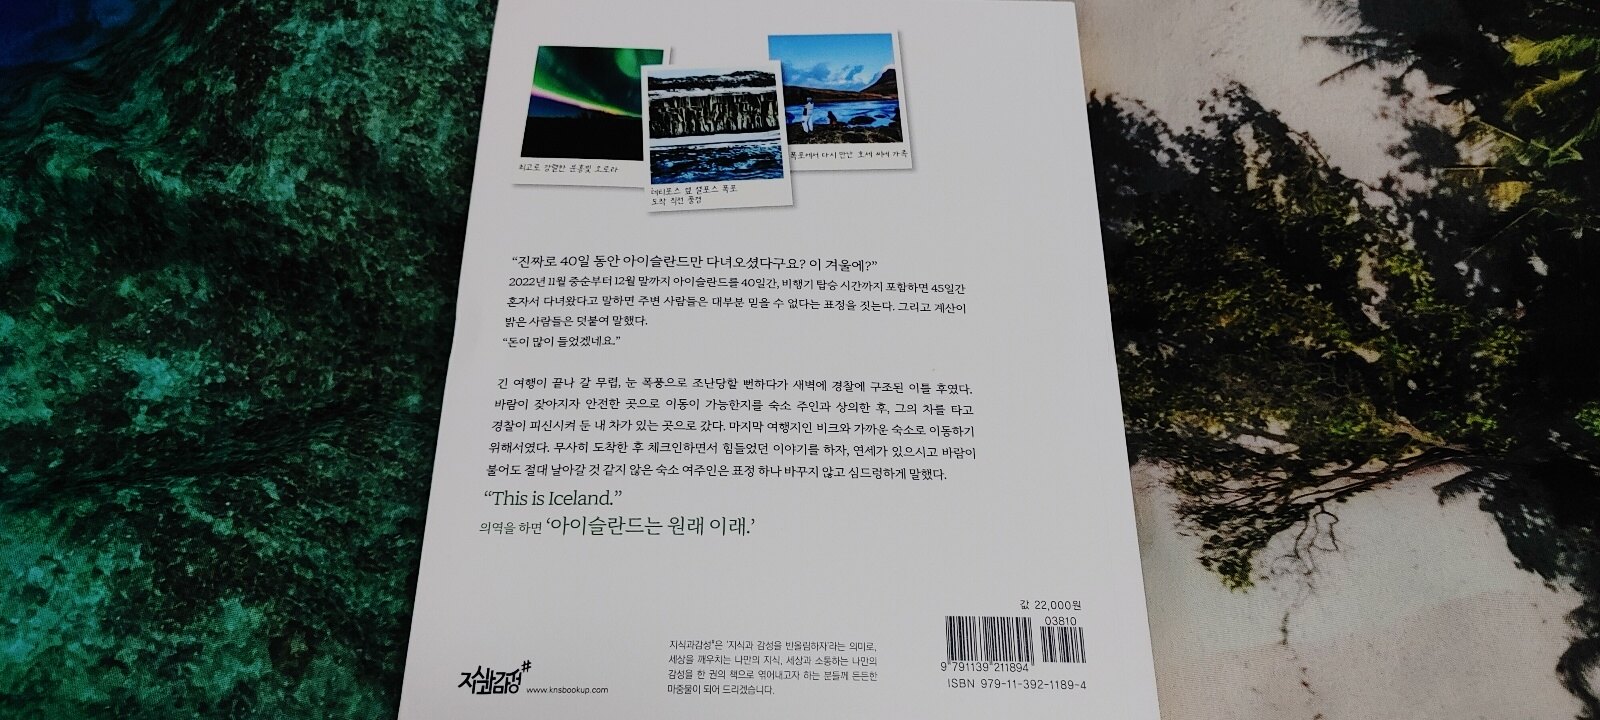 최고로 강렬한 분홍빛 오로라
데티포스 옆 셀포스 폭포
도착 직전 풍경
폭포에서 다시 만난 호세 씨네 가족
“진짜로 40일 동안 아이슬란드만 다녀오셨다구요? 이 겨울에?”
2022년 11월 중순부터 12월 말까지 아이슬란드를 40일간, 비행기 탑승 시간까지 포함하면 45일간
혼자서 다녀왔다고 말하면 주변 사람들은 대부분 믿을 수 없다는 표정을 짓는다. 그리고 계산이
밝은 사람들은 덧붙여 말했다.
“돈이 많이 들었겠네요.”
긴 여행이 끝나 갈 무렵, 눈 폭풍으로 조난당할 뻔하다가 새벽에 경찰에 구조된 이틀 후였다.
바람이 잦아지자 안전한 곳으로 이동이 가능한지를 숙소 주인과 상의한 후, 그의 차를 타고
경찰이 피신시켜 둔 내 차가 있는 곳으로 갔다. 마지막 여행지인 비크와 가까운 숙소로 이동하기
위해서였다. 무사히 도착한 후 체크인하면서 힘들었던 이야기를 하자, 연세가 있으시고 바람이
불어도 절대 날아갈 것 같지 않은 숙소 여주인은 표정 하나 바꾸지 않고 심드렁하게 말했다.
“This is Iceland.”
의역을 하면 ‘아이슬란드는 원래 이래.’
값 22,000원
03810
9 791139 211894
ISBN 979-11-392-1189-4
지식과감성#
www.knsbookup.com
지식과감성#은 ‘지식과 감성을 반올림하자’라는 의미로,
세상을 깨우치는 나만의 지식, 세상과 소통하는 나만의
감성을 한 권의 책으로 엮어내고자 하는 분들께 든든한
마중물이 되어 드리겠습니다.